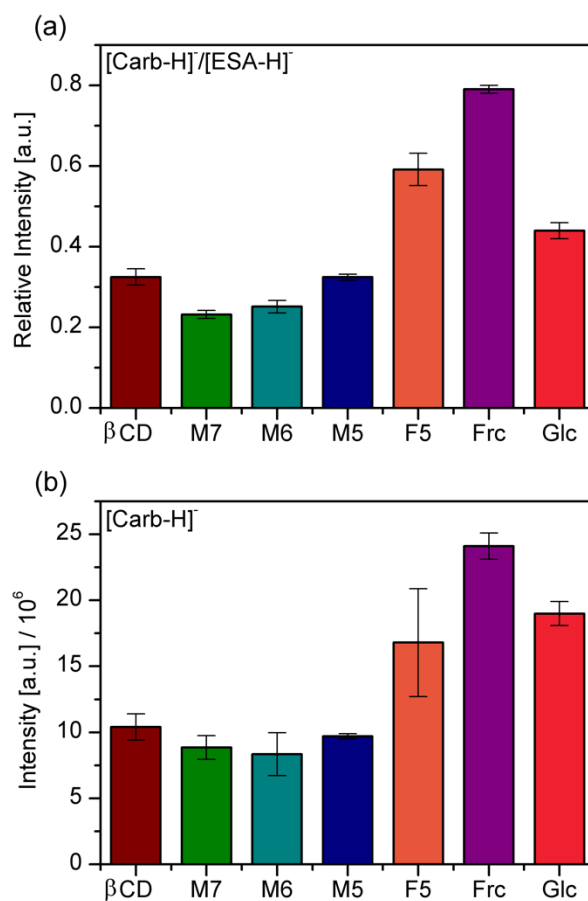 (a)
[Carb-H]⁻/[ESA-H]⁻
Relative Intensity [a.u.]
0.8
0.6
0.4
0.2
0.0
βCD M7 M6 M5 F5 Frc Glc
(b)
[Carb-H]⁻
Intensity [a.u.] / 10⁶
25
20
15
10
5
0
βCD M7 M6 M5 F5 Frc Glc